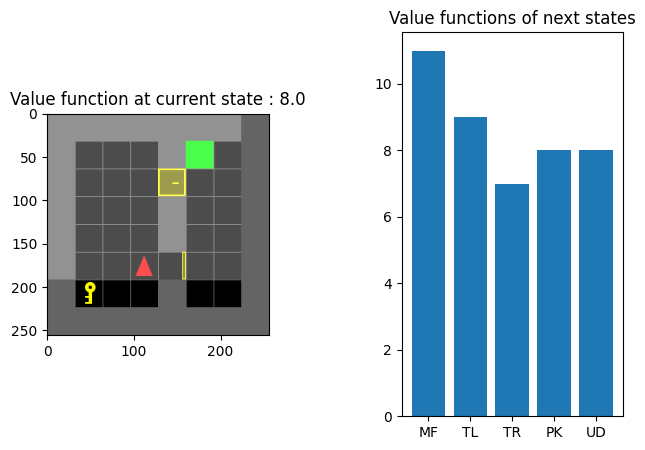 Value functions of next states
Value function at current state : 8.0
0
50
100
150
200
250
0
100
200
10
8
6
4
2
0
MF
TL
TR
PK
UD